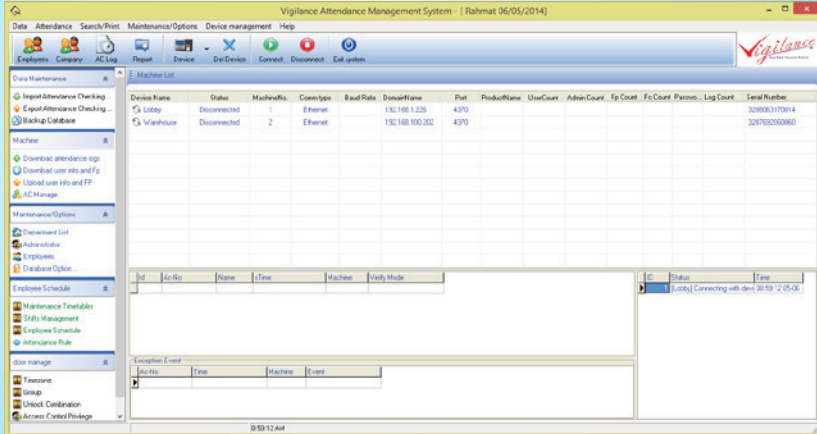 Vigilance Attendance Management System - [ Rahmat 06/05/2014]
Data Attendance Search/Print Maintenance/Options Device management Help
Employees Company AC Log Report Device DelDevice Connect Disconnect Exit system
Vigilance
Data Maintenance
Import Attendance Checking ...
Export Attendance Checking ...
Backup Database
Machine
Download attendance logs
Download user info and Fp
Upload user info and FP
AC Manage
Maintenance/Options
Department List
Administrator
Employees
Database Option...
Employee Schedule
Maintenance Timetables
Shifts Management
Employee Schedule
Attendance Rule
door manage
Timezone
Group
Unlock Combination
Access Control Privilege
Machine List
Device Name Status MachineNo. Comm type Baud Rate DomainName Port ProductName UserCount Admin Count Fp Count Fc Count Passwo... Log Count Serial Number
Lobby Disconnected 1 Ethernet 192.168.1.225 4370 3288063170014
Warehouse Disconnected 2 Ethernet 192.168.100.202 4370 3287692060860
Id Ac-No Name sTime Machine Verify Mode
ID Status Time
1 [Lobby] Connecting with devi 08:59:12 05-06
Exception Event
Ac-No Time Machine Event
8:59:12 AM